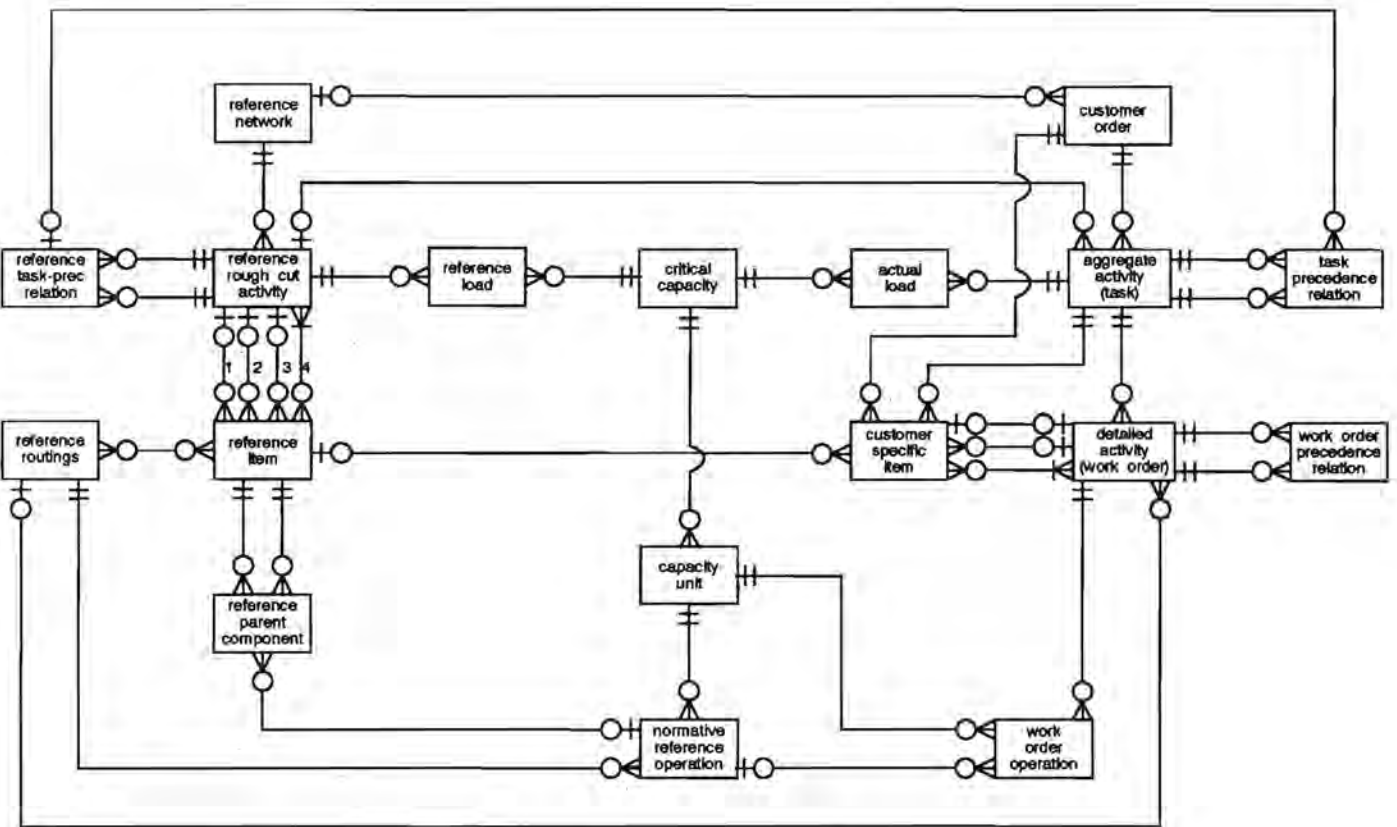 reference
network
customer
order
reference
task-prec
relation
reference
rough cut
activity
reference
load
critical
capacity
actual
load
aggregate
activity
(task)
task
precedence
relation
1
2
3
4
reference
routings
reference
item
customer
specific
item
detailed
activity
(work order)
work order
precedence
relation
capacity
unit
reference
parent
component
normative
reference
operation
work
order
operation